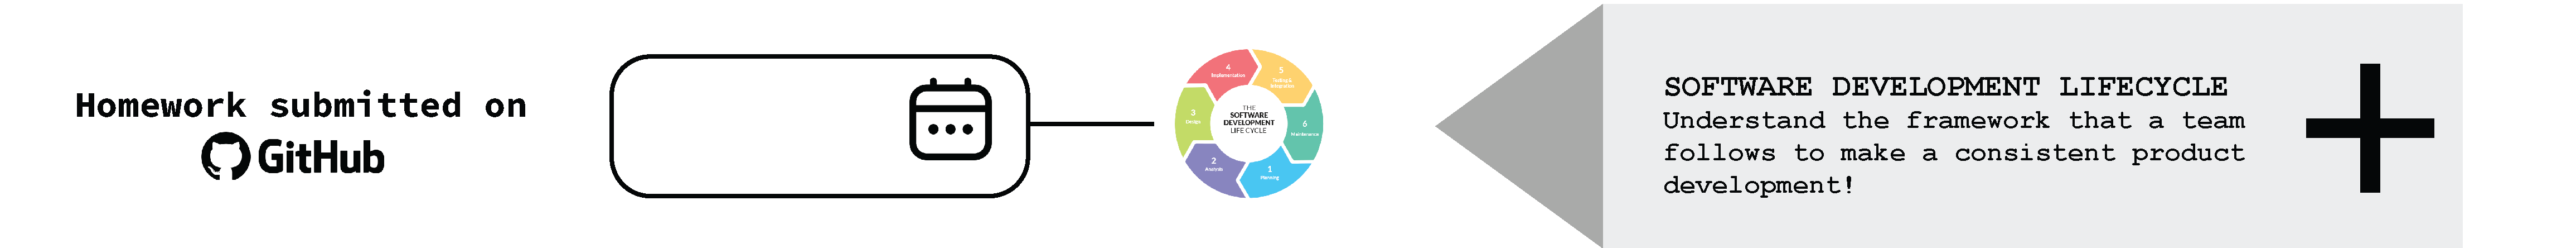 Homework submitted on
GitHub
4
Implementation
5
Testing &
Integration
3
Design
THE
SOFTWARE
DEVELOPMENT
LIFE CYCLE
6
Maintenance
2
Analysis
1
Planning
SOFTWARE DEVELOPMENT LIFECYCLE
Understand the framework that a team
follows to make a consistent product
development!